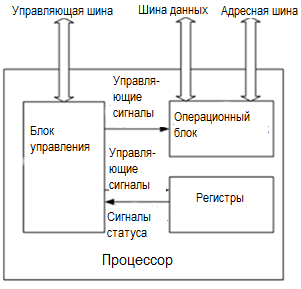 Управляющая шина
Шина данных
Адресная шина
Управля-
ющие
сигналы
Блок
управления
Операционный
блок
Управля-
ющие
сигналы
Регистры
Сигналы
статуса
Процессор